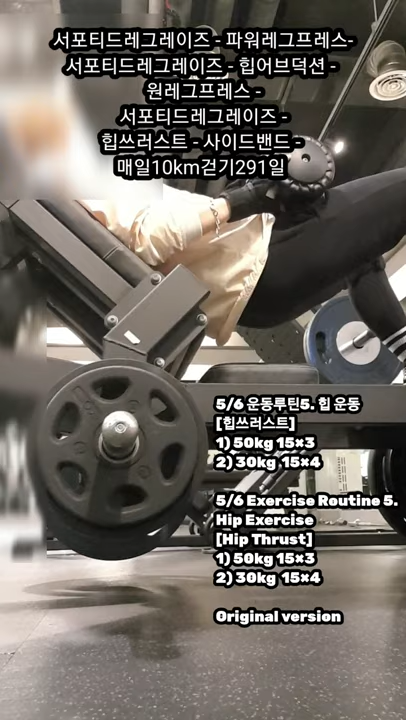 서포티드레그레이즈 - 파워레그프레스-
서포티드레그레이즈 - 힙어브덕션 -
원레그프레스 -
서포티드레그레이즈 -
힙쓰러스트 - 사이드밴드 -
매일10km걷기291일
5/6 운동루틴5. 힙 운동
[힙쓰러스트]
1) 50kg 15×3
2) 30kg 15×4
5/6 Exercise Routine 5.
Hip Exercise
[Hip Thrust]
1) 50kg 15×3
2) 30kg 15×4
Original version